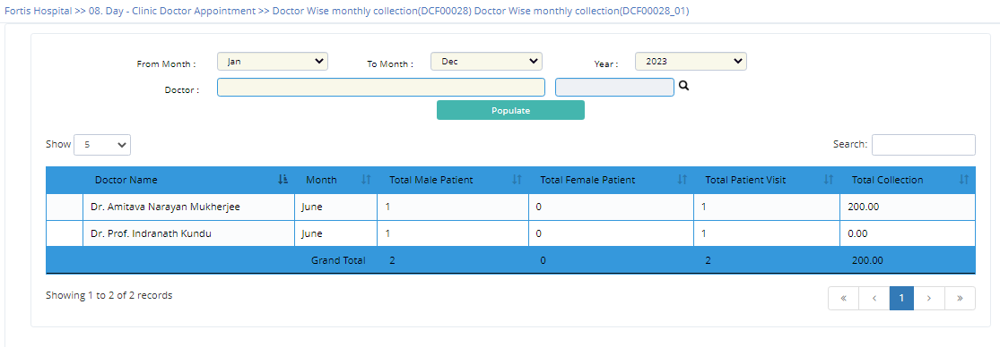 Fortis Hospital >> 08. Day - Clinic Doctor Appointment >> Doctor Wise monthly collection(DCF00028) Doctor Wise monthly collection(DCF00028_01)
From Month : Jan To Month : Dec Year : 2023
Doctor :
Populate
Show 5 Search:
Doctor Name Month Total Male Patient Total Female Patient Total Patient Visit Total Collection
Dr. Amitava Narayan Mukherjee June 1 0 1 200.00
Dr. Prof. Indranath Kundu June 1 0 1 0.00
Grand Total 2 0 2 200.00
Showing 1 to 2 of 2 records « ‹ 1 › »